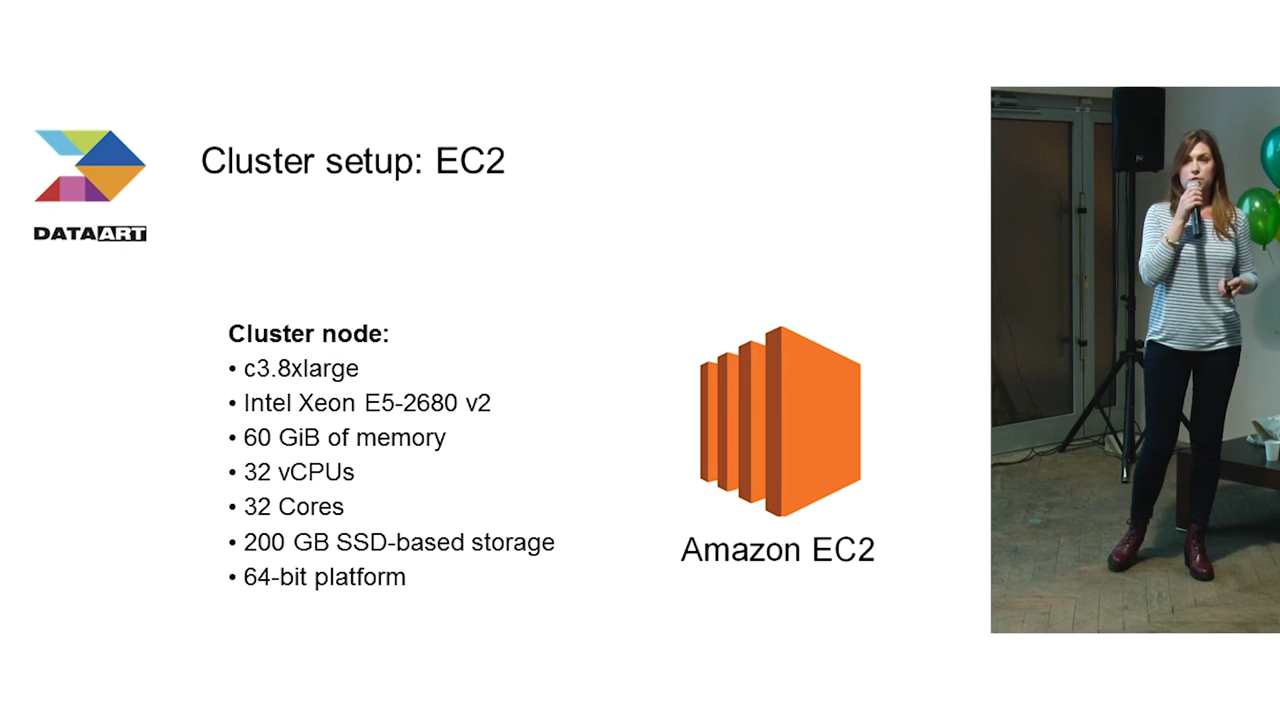 Cluster setup: EC2
DATAART
Cluster node:
• c3.8xlarge
• Intel Xeon E5-2680 v2
• 60 GiB of memory
• 32 vCPUs
• 32 Cores
• 200 GB SSD-based storage
• 64-bit platform
Amazon EC2